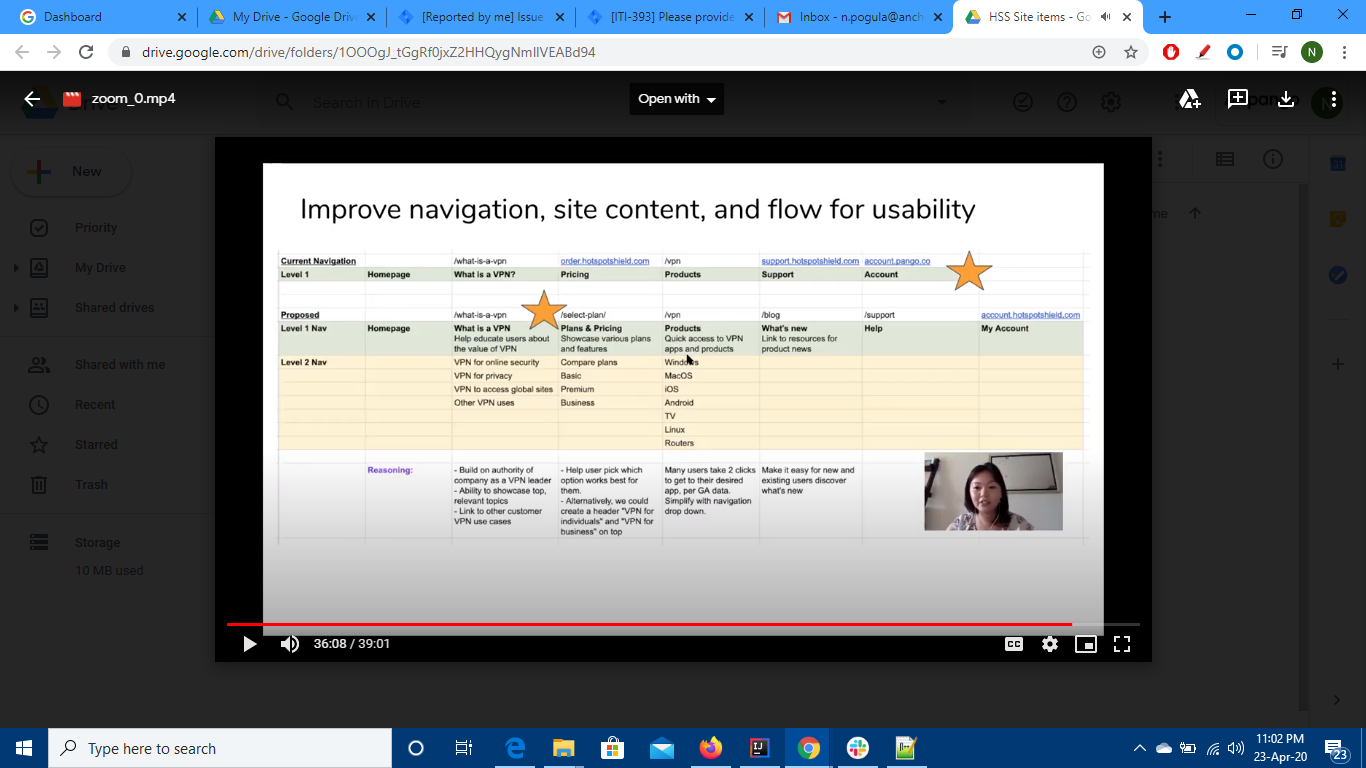 Dashboard
My Drive - Google Driv
[Reported by me] Issue
[ITI-393] Please provide
Inbox - n.pogula@anch
HSS Site items - Go
drive.google.com/drive/folders/1OOOgJ_tGgRf0jxZ2HHQygNmIlVEABd94
N
zoom_0.mp4
Search in Drive
Open with
N
New
Priority
My Drive
Shared drives
Shared with me
Recent
Starred
Trash
Storage
10 MB used
Improve navigation, site content, and flow for usability
Current Navigation /what-is-a-vpn order.hotspotshield.com /vpn support.hotspotshield.com account.pango.co
Level 1 Homepage What is a VPN? Pricing Products Support Account
Proposed /what-is-a-vpn /select-plan/ /vpn /blog /support account.hotspotshield.com
Level 1 Nav Homepage What is a VPN Plans & Pricing Products What's new Help My Account
Help educate users about Showcase various plans Quick access to VPN Link to resources for
the value of VPN and features apps and products product news
Level 2 Nav VPN for online security Compare plans Windows
VPN for privacy Basic MacOS
VPN to access global sites Premium iOS
Other VPN uses Business Android
TV
Linux
Routers
Reasoning: - Build on authority of - Help user pick which Many users take 2 clicks Make it easy for new and
company as a VPN leader option works best for to get to their desired existing users discover
- Ability to showcase top, them. app, per GA data. what's new
relevant topics - Alternatively, we could Simplify with navigation
- Link to other customer create a header "VPN for drop down.
VPN use cases individuals" and "VPN for
business" on top
36:08 / 39:01
CC
Type here to search
11:02 PM
23-Apr-20
23